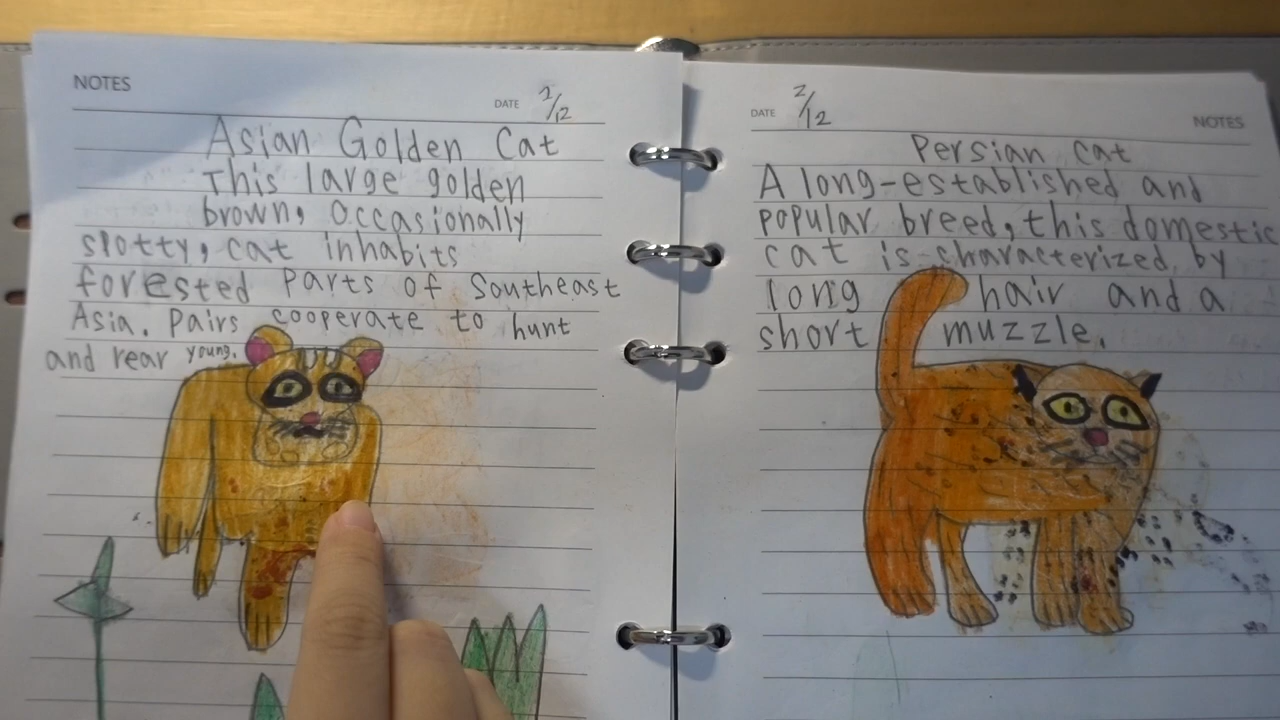 NOTES
DATE 2/12
Asian Golden Cat
This large golden
brown, occasionally
spotty, cat inhabits
forested parts of Southeast
Asia. Pairs cooperate to hunt
and rear young.
DATE 2/12
NOTES
Persian cat
A long-established and
popular breed, this domestic
cat is characterized by
long hair and a
short muzzle.